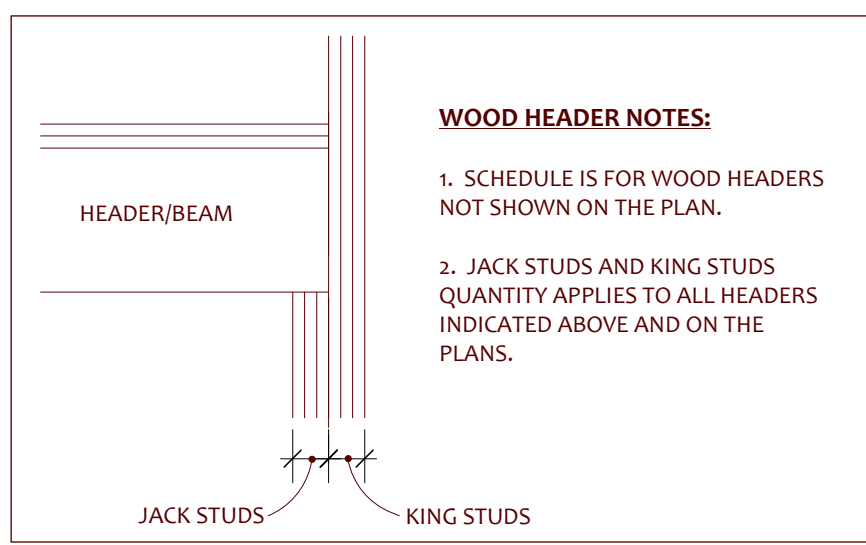 WOOD HEADER NOTES:
1. SCHEDULE IS FOR WOOD HEADERS
NOT SHOWN ON THE PLAN.
HEADER/BEAM
2. JACK STUDS AND KING STUDS
QUANTITY APPLIES TO ALL HEADERS
INDICATED ABOVE AND ON THE
PLANS.
JACK STUDS
KING STUDS